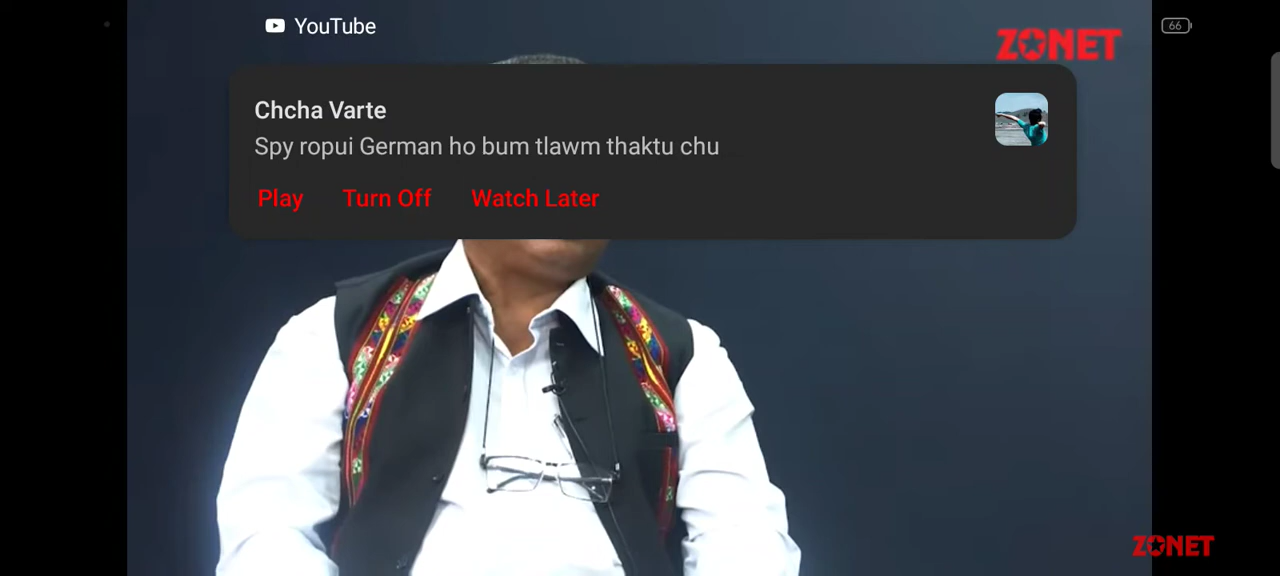 YouTube
ZONET
66
Chcha Varte
Spy ropui German ho bum tlawm thaktu chu
Play Turn Off Watch Later
ZONET